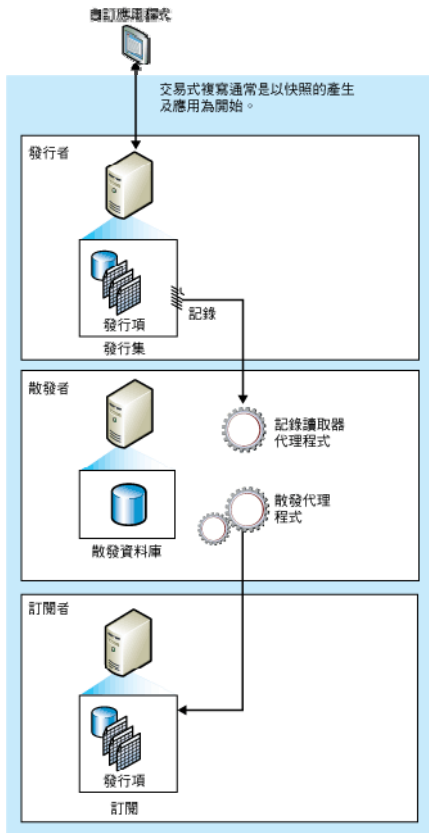 自訂應用程式
交易式複寫通常是以快照的產生
及應用為開始。
發行者
發行項
記錄
發行集
散發者
記錄讀取器
代理程式
散發代理
程式
散發資料庫
訂閱者
發行項
訂閱